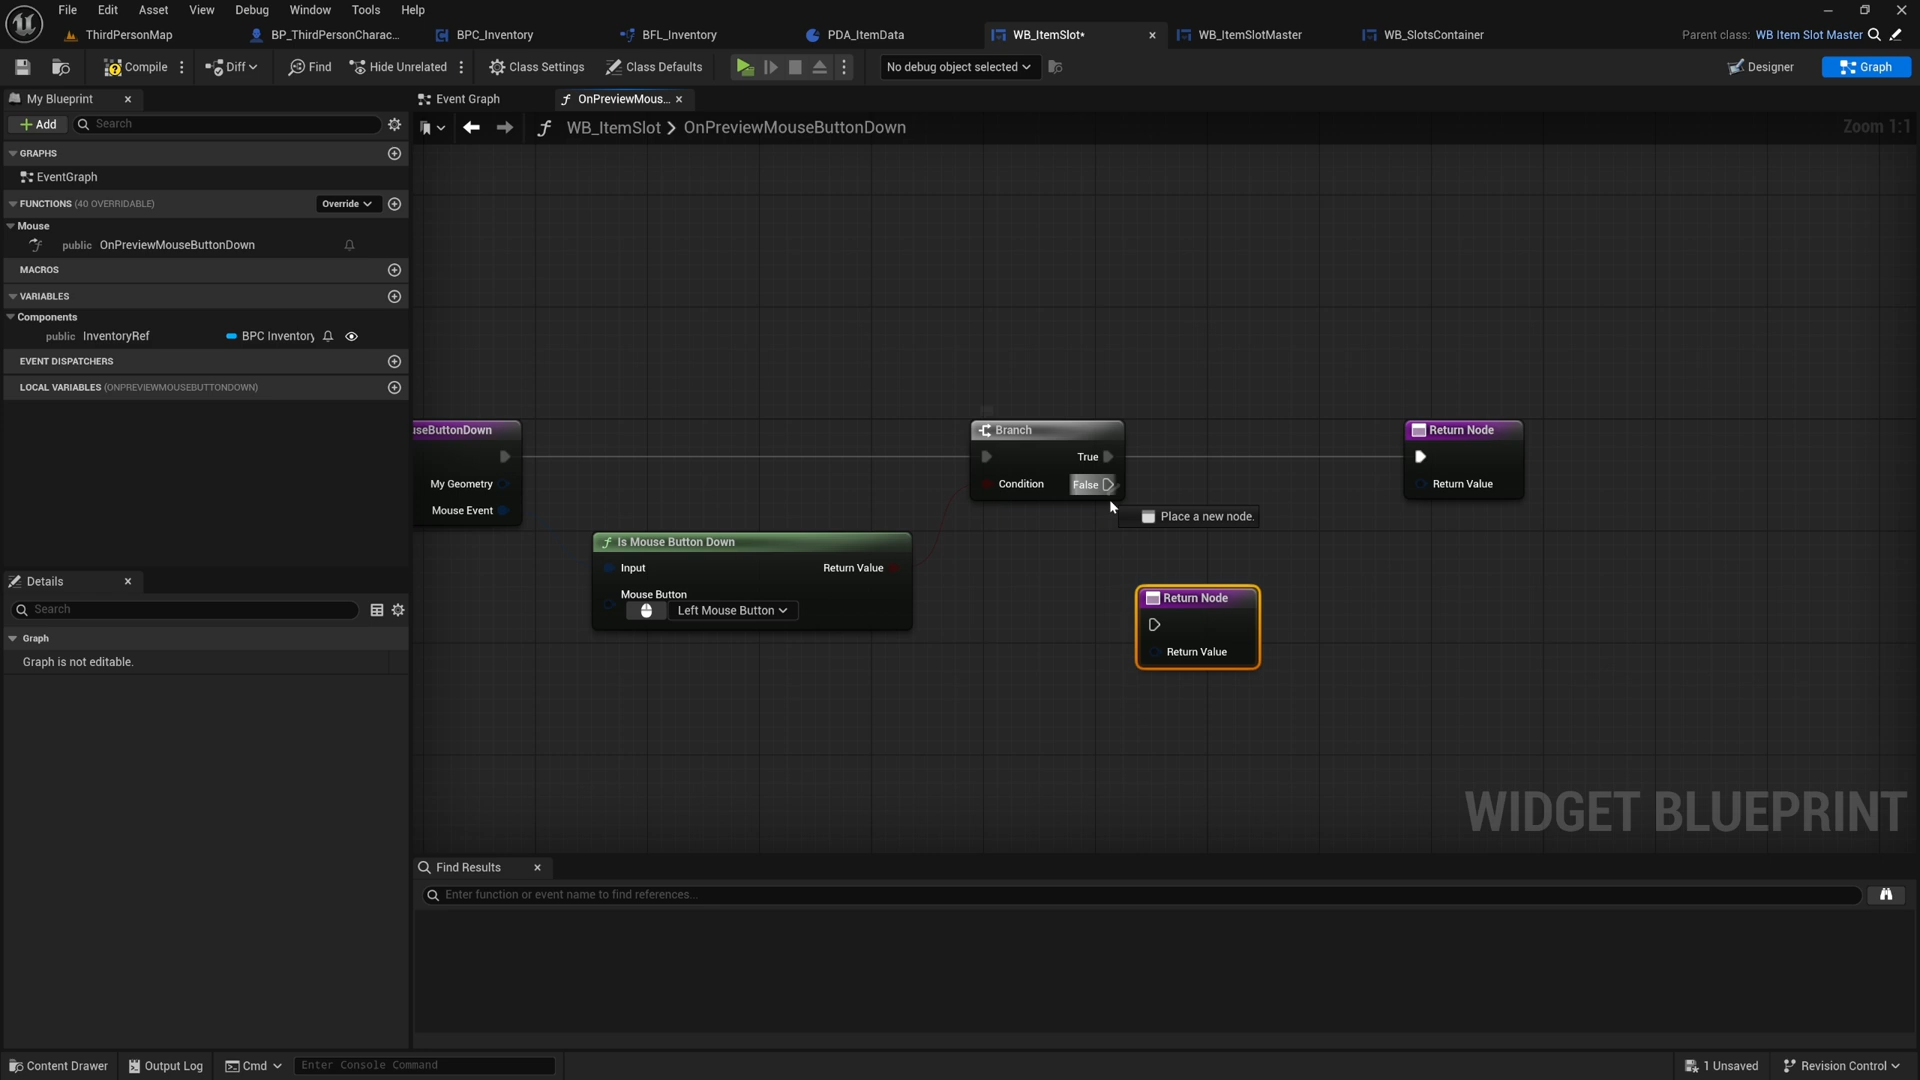 File Edit Asset View Debug Window Tools Help
ThirdPersonMap BP_ThirdPersonCharac... BPC_Inventory BFL_Inventory PDA_ItemData WB_ItemSlot* WB_ItemSlotMaster WB_SlotsContainer Parent class: WB Item Slot Master
Compile Diff Find Hide Unrelated Class Settings Class Defaults No debug object selected Designer Graph
My Blueprint Event Graph OnPreviewMous...
Add Search WB_ItemSlot > OnPreviewMouseButtonDown Zoom 1:1
GRAPHS
EventGraph
FUNCTIONS (40 OVERRIDABLE) Override
Mouse
public OnPreviewMouseButtonDown
MACROS
VARIABLES
Components
public InventoryRef BPC Inventory
EVENT DISPATCHERS
LOCAL VARIABLES (ONPREVIEWMOUSEBUTTONDOWN)
useButtonDown
My Geometry
Mouse Event
Branch
True
Condition False
Place a new node.
Return Node
Return Value
Is Mouse Button Down
Input Return Value
Mouse Button
Left Mouse Button
Return Node
Return Value
Details
Search
Graph
Graph is not editable.
WIDGET BLUEPRINT
Find Results
Enter function or event name to find references...
Content Drawer Output Log Cmd Enter Console Command 1 Unsaved Revision Control